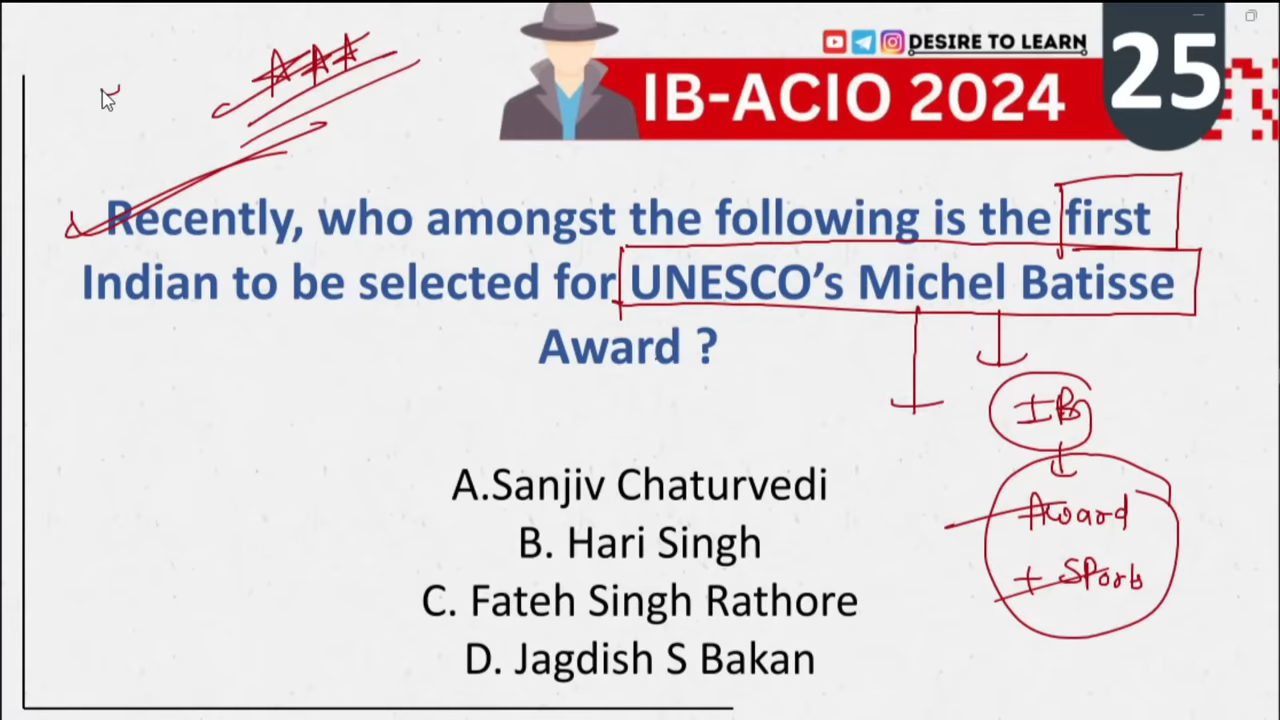 DESIRE TO LEARN
IB-ACIO 2024
25
Recently, who amongst the following is the first
Indian to be selected for UNESCO’s Michel Batisse
Award ?
IB
Award
+ Sports
A.Sanjiv Chaturvedi
B. Hari Singh
C. Fateh Singh Rathore
D. Jagdish S Bakan